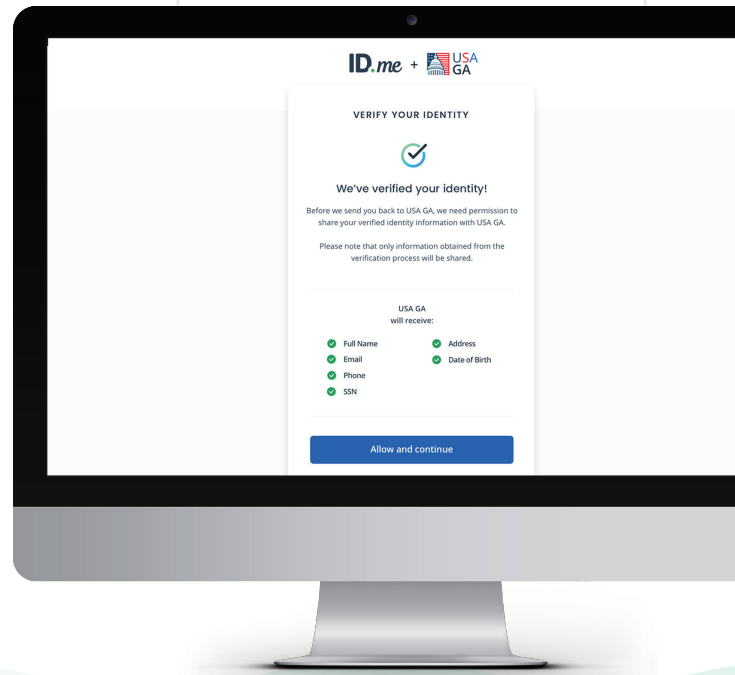 ID.me + USA
GA
VERIFY YOUR IDENTITY
We've verified your identity!
Before we send you back to USA GA, we need permission to
share your verified identity information with USA GA.
Please note that only information obtained from the
verification process will be shared.
USA GA
will receive:
Full Name
Email
Phone
SSN
Address
Date of Birth
Allow and continue